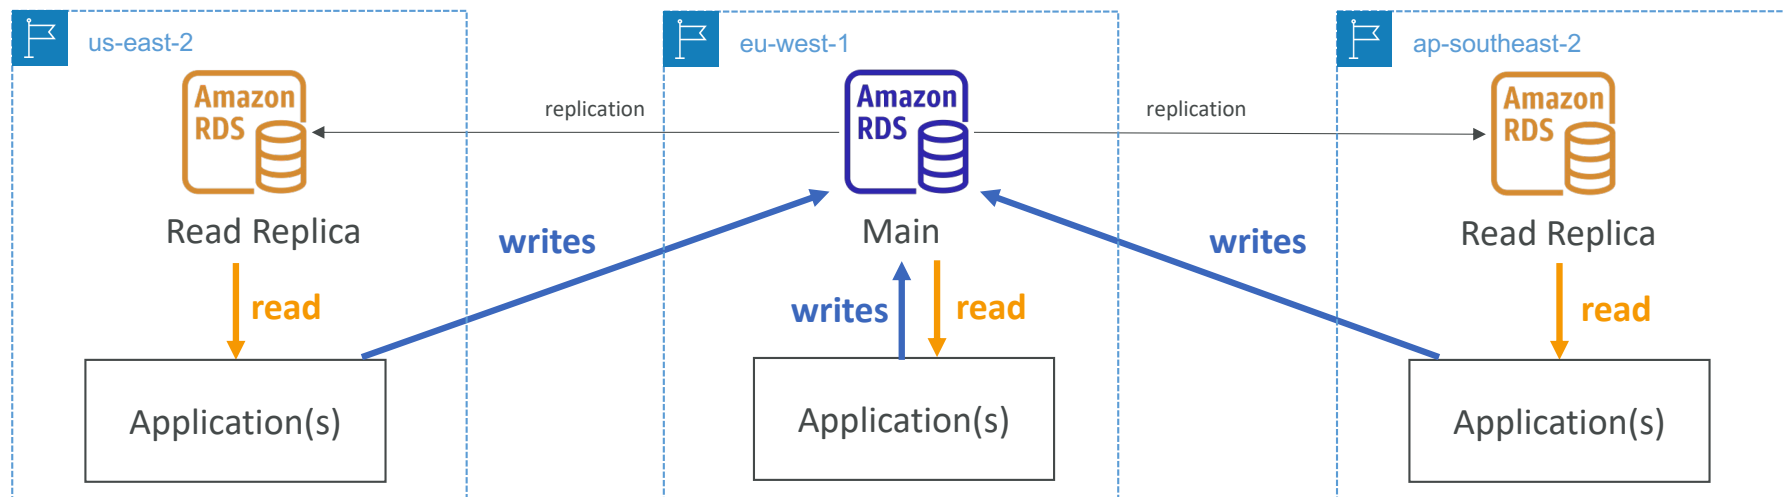 us-east-2
eu-west-1
ap-southeast-2
Amazon
RDS
replication
Amazon
RDS
replication
Amazon
RDS
Read Replica
writes
Main
writes
Read Replica
read
writes
read
read
Application(s)
Application(s)
Application(s)